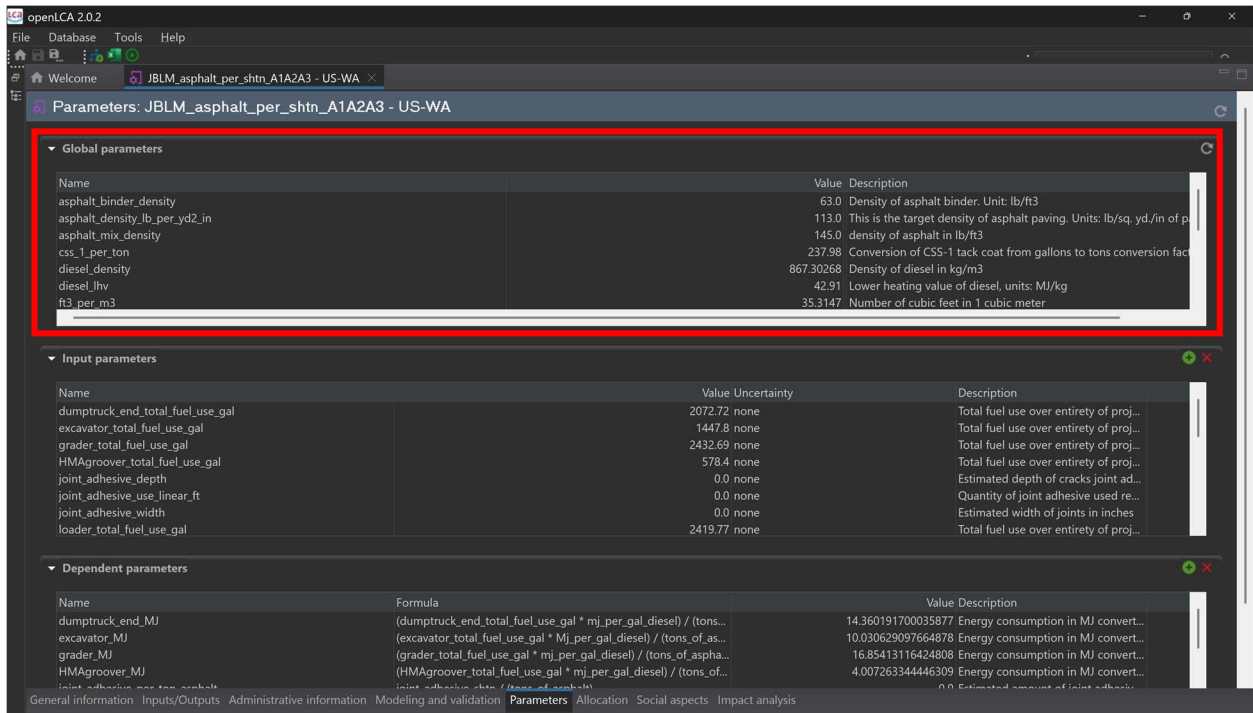 LCa openLCA 2.0.2
File Database Tools Help
Welcome JBLM_asphalt_per_shtn_A1A2A3 - US-WA
Parameters: JBLM_asphalt_per_shtn_A1A2A3 - US-WA
Global parameters
Name Value Description
asphalt_binder_density 63.0 Density of asphalt binder. Unit: lb/ft3
asphalt_density_lb_per_yd2_in 113.0 This is the target density of asphalt paving. Units: lb/sq. yd./in of pa
asphalt_mix_density 145.0 density of asphalt in lb/ft3
css_1_per_ton 237.98 Conversion of CSS-1 tack coat from gallons to tons conversion fact
diesel_density 867.30268 Density of diesel in kg/m3
diesel_lhv 42.91 Lower heating value of diesel, units: MJ/kg
ft3_per_m3 35.3147 Number of cubic feet in 1 cubic meter
Input parameters
Name Value Uncertainty Description
dumptruck_end_total_fuel_use_gal 2072.72 none Total fuel use over entirety of proj...
excavator_total_fuel_use_gal 1447.8 none Total fuel use over entirety of proj...
grader_total_fuel_use_gal 2432.69 none Total fuel use over entirety of proj...
HMAgroover_total_fuel_use_gal 578.4 none Total fuel use over entirety of proj...
joint_adhesive_depth 0.0 none Estimated depth of cracks joint ad...
joint_adhesive_use_linear_ft 0.0 none Quantity of joint adhesive used re...
joint_adhesive_width 0.0 none Estimated width of joints in inches
loader_total_fuel_use_gal 2419.77 none Total fuel use over entirety of proj...
Dependent parameters
Name Formula Value Description
dumptruck_end_MJ (dumptruck_end_total_fuel_use_gal * mj_per_gal_diesel) / (tons... 14.360191700035877 Energy consumption in MJ convert...
excavator_MJ (excavator_total_fuel_use_gal * Mj_per_gal_diesel) / (tons_of_as... 10.030629097664878 Energy consumption in MJ convert...
grader_MJ (grader_total_fuel_use_gal * mj_per_gal_diesel) / (tons_of_aspha... 16.85413116424808 Energy consumption in MJ convert...
HMAgroover_MJ (HMAgroover_total_fuel_use_gal * mj_per_gal_diesel) / (tons_of... 4.007263344446309 Energy consumption in MJ convert...
joint_adhesive_per_ton_asphalt joint_adhesive_shtn / (tons_of_asphalt) 0.0 Estimated amount of joint adhesiv...
General information Inputs/Outputs Administrative information Modeling and validation Parameters Allocation Social aspects Impact analysis